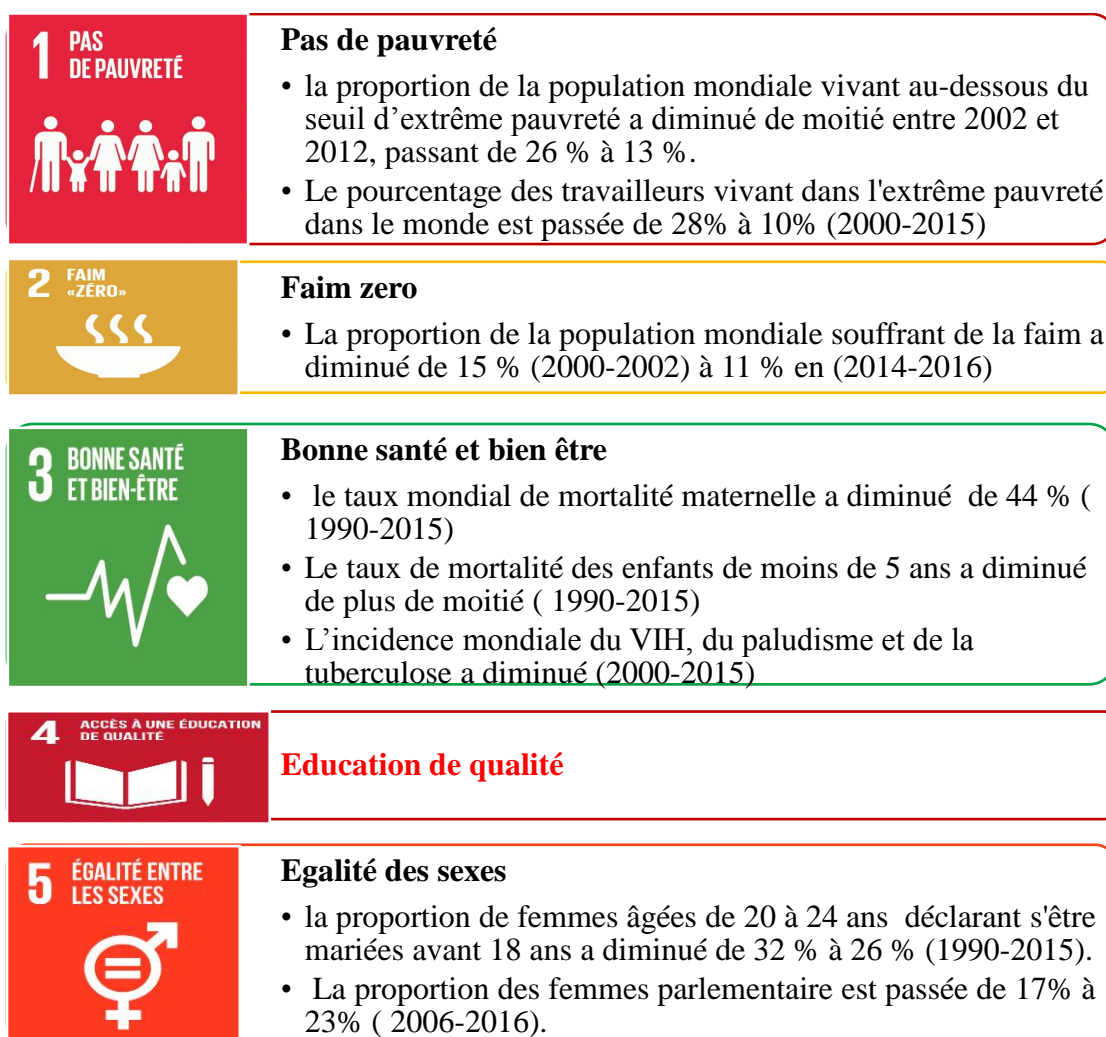 1 PAS
DE PAUVRETÉ
Pas de pauvreté
• la proportion de la population mondiale vivant au-dessous du
seuil d’extrême pauvreté a diminué de moitié entre 2002 et
2012, passant de 26 % à 13 %.
• Le pourcentage des travailleurs vivant dans l'extrême pauvreté
dans le monde est passée de 28% à 10% (2000-2015)
2 FAIM
«ZÉRO»
Faim zero
• La proportion de la population mondiale souffrant de la faim a
diminué de 15 % (2000-2002) à 11 % en (2014-2016)
3 BONNE SANTÉ
ET BIEN-ÊTRE
Bonne santé et bien être
• le taux mondial de mortalité maternelle a diminué de 44 % (
1990-2015)
• Le taux de mortalité des enfants de moins de 5 ans a diminué
de plus de moitié ( 1990-2015)
• L’incidence mondiale du VIH, du paludisme et de la
tuberculose a diminué (2000-2015)
4 ACCÈS À UNE ÉDUCATION
DE QUALITÉ
Education de qualité
5 ÉGALITÉ ENTRE
LES SEXES
Egalité des sexes
• la proportion de femmes âgées de 20 à 24 ans déclarant s'être
mariées avant 18 ans a diminué de 32 % à 26 % (1990-2015).
• La proportion des femmes parlementaire est passée de 17% à
23% ( 2006-2016).